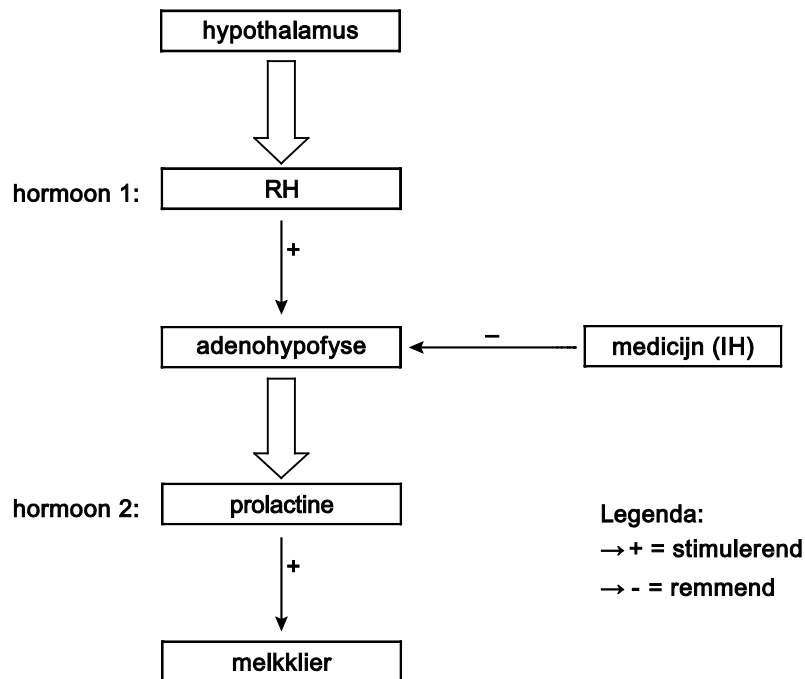 hypothalamus
hormoon 1:
RH
+
adenohypofyse
–
medicijn (IH)
hormoon 2:
prolactine
+
melkklier
Legenda:
→ + = stimulerend
→ - = remmend